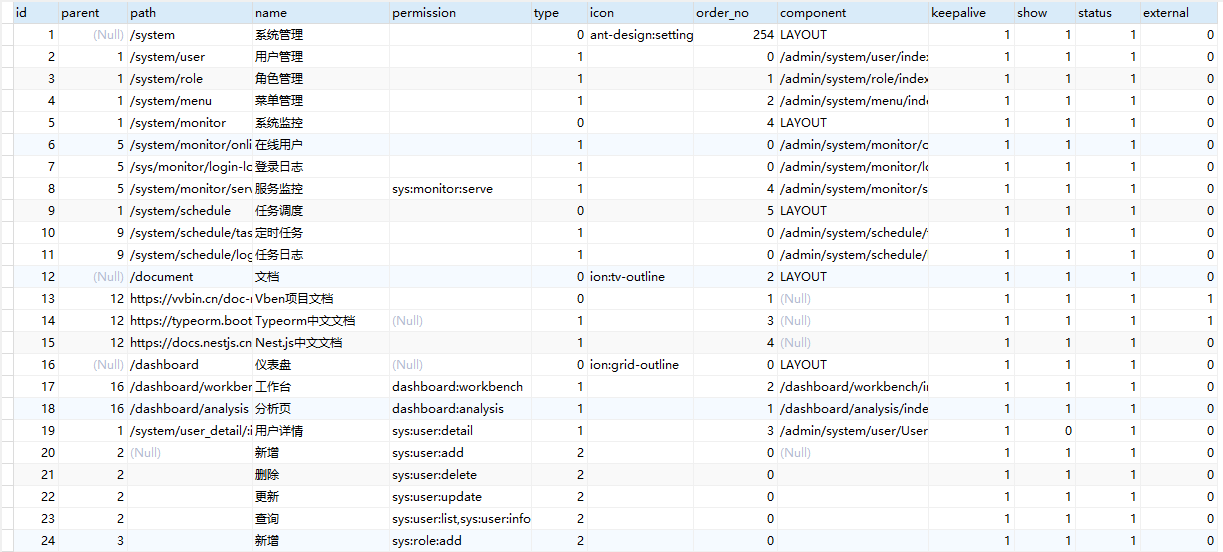 id parent path name permission type icon order_no component keepalive show status external
1 (Null) /system 系统管理 0 ant-design:setting 254 LAYOUT 1 1 1 0
2 1 /system/user 用户管理 1 0 /admin/system/user/index 1 1 1 0
3 1 /system/role 角色管理 1 1 /admin/system/role/index 1 1 1 0
4 1 /system/menu 菜单管理 1 2 /admin/system/menu/inde 1 1 1 0
5 1 /system/monitor 系统监控 0 4 LAYOUT 1 1 1 0
6 5 /system/monitor/onli 在线用户 1 0 /admin/system/monitor/o 1 1 1 0
7 5 /sys/monitor/login-lo 登录日志 1 0 /admin/system/monitor/lo 1 1 1 0
8 5 /system/monitor/serv 服务监控 sys:monitor:serve 1 4 /admin/system/monitor/s 1 1 1 0
9 1 /system/schedule 任务调度 0 5 LAYOUT 1 1 1 0
10 9 /system/schedule/tas 定时任务 1 0 /admin/system/schedule/ 1 1 1 0
11 9 /system/schedule/log 任务日志 1 0 /admin/system/schedule/ 1 1 1 0
12 (Null) /document 文档 0 ion:tv-outline 2 LAYOUT 1 1 1 0
13 12 https://vvbin.cn/doc- Vben项目文档 0 1 (Null) 1 1 1 1
14 12 https://typeorm.boot Typeorm中文文档 (Null) 1 3 (Null) 1 1 1 1
15 12 https://docs.nestjs.cn Nest.js中文文档 1 4 (Null) 1 1 1 0
16 (Null) /dashboard 仪表盘 (Null) 0 ion:grid-outline 0 LAYOUT 1 1 1 0
17 16 /dashboard/workben 工作台 dashboard:workbench 1 2 /dashboard/workbench/in 1 1 1 0
18 16 /dashboard/analysis 分析页 dashboard:analysis 1 1 /dashboard/analysis/inde 1 1 1 0
19 1 /system/user_detail/:i 用户详情 sys:user:detail 1 3 /admin/system/user/User 1 0 1 0
20 2 (Null) 新增 sys:user:add 2 0 (Null) 1 1 1 0
21 2 删除 sys:user:delete 2 0 1 1 1 0
22 2 更新 sys:user:update 2 0 1 1 1 0
23 2 查询 sys:user:list,sys:user:info 2 0 1 1 1 0
24 3 新增 sys:role:add 2 0 1 1 1 0